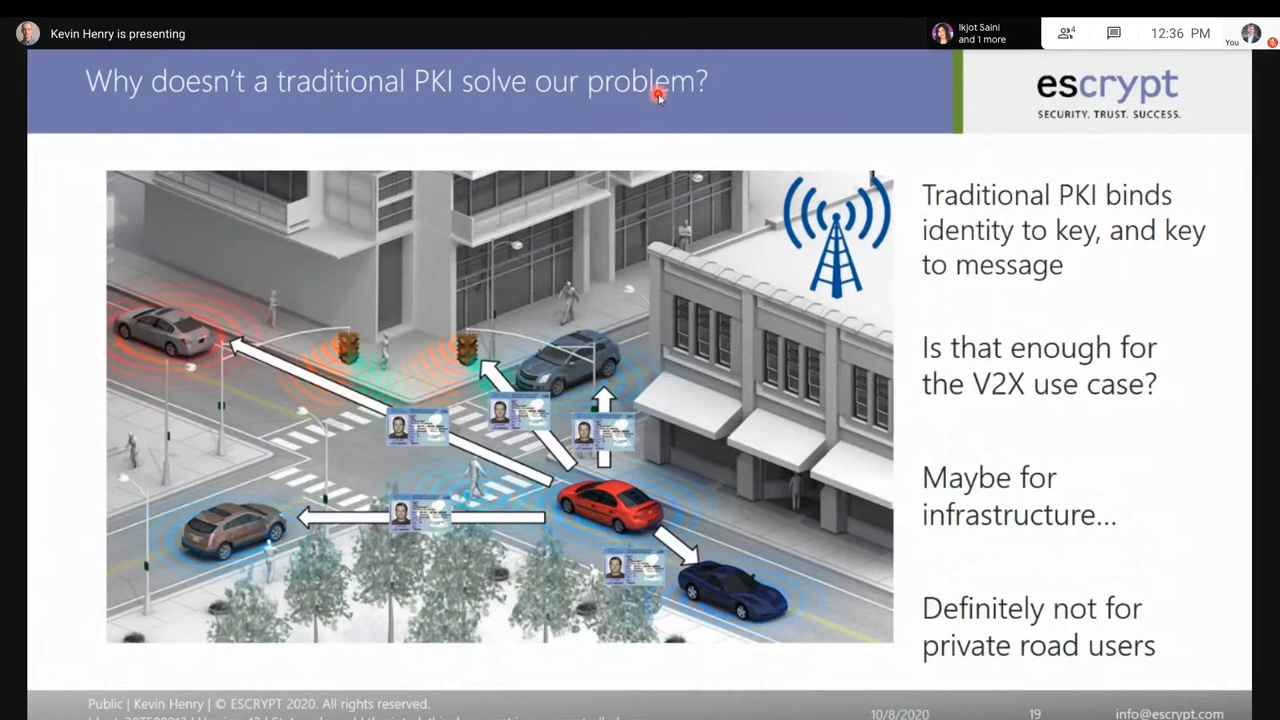 Kevin Henry is presenting
Ikjot Saini
and 1 more
4
12:36 PM
You
Why doesn't a traditional PKI solve our problem?
escrypt
SECURITY. TRUST. SUCCESS.
Traditional PKI binds
identity to key, and key
to message
Is that enough for
the V2X use case?
Maybe for
infrastructure...
Definitely not for
private road users
Public | Kevin Henry | © ESCRYPT 2020. All rights reserved.
10/8/2020
19
info@escrypt.com